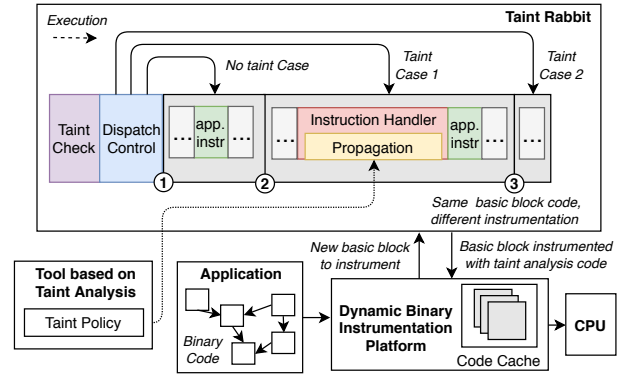 Execution
Taint Rabbit
No taint Case
Taint
Case 1
Taint
Case 2
Taint
Check
Dispatch
Control
...
app.
instr
...
...
Instruction Handler
Propagation
app.
instr
...
...
1
2
3
Same basic block code,
different instrumentation
New basic block
to instrument
Basic block instrumented
with taint analysis code
Tool based on
Taint Analysis
Taint Policy
Application
Binary
Code
Dynamic Binary
Instrumentation
Platform
Code Cache
CPU